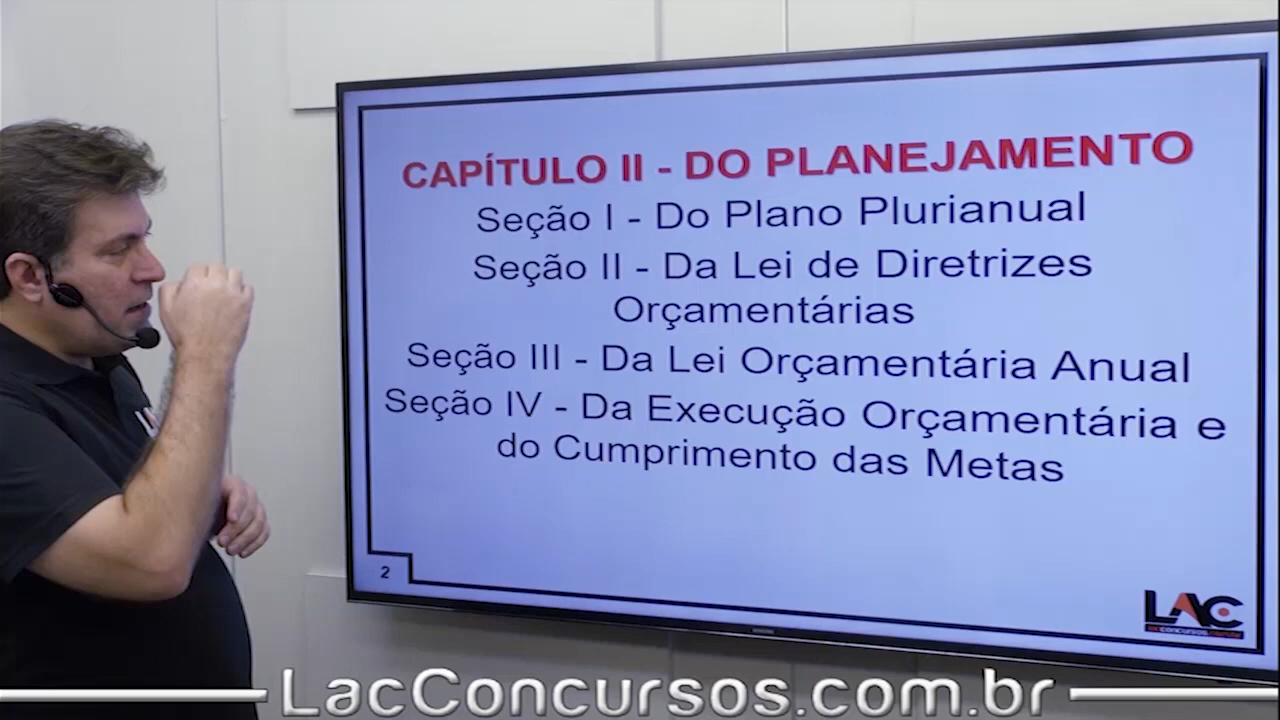 CAPÍTULO II - DO PLANEJAMENTO
Seção I - Do Plano Plurianual
Seção II - Da Lei de Diretrizes
Orçamentárias
Seção III - Da Lei Orçamentária Anual
Seção IV - Da Execução Orçamentária e
do Cumprimento das Metas
2
LAC
LacConcursos.com.br